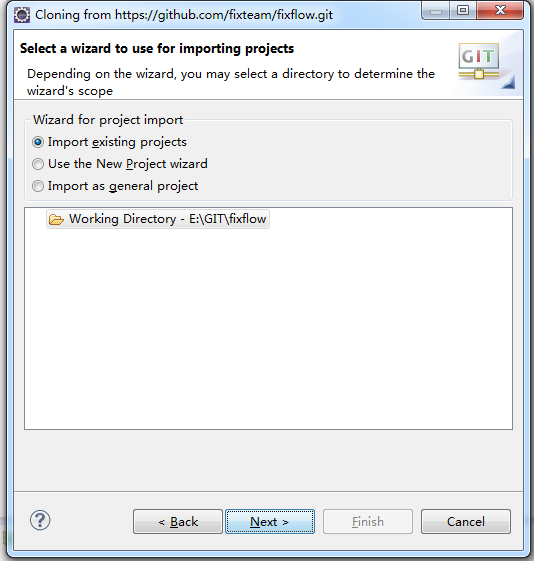 Cloning from https://github.com/fixteam/fixflow.git
Select a wizard to use for importing projects
Depending on the wizard, you may select a directory to determine the
wizard's scope
GIT
Wizard for project import
Import existing projects
Use the New Project wizard
Import as general project
Working Directory - E:\GIT\fixflow
?
< Back
Next >
Finish
Cancel